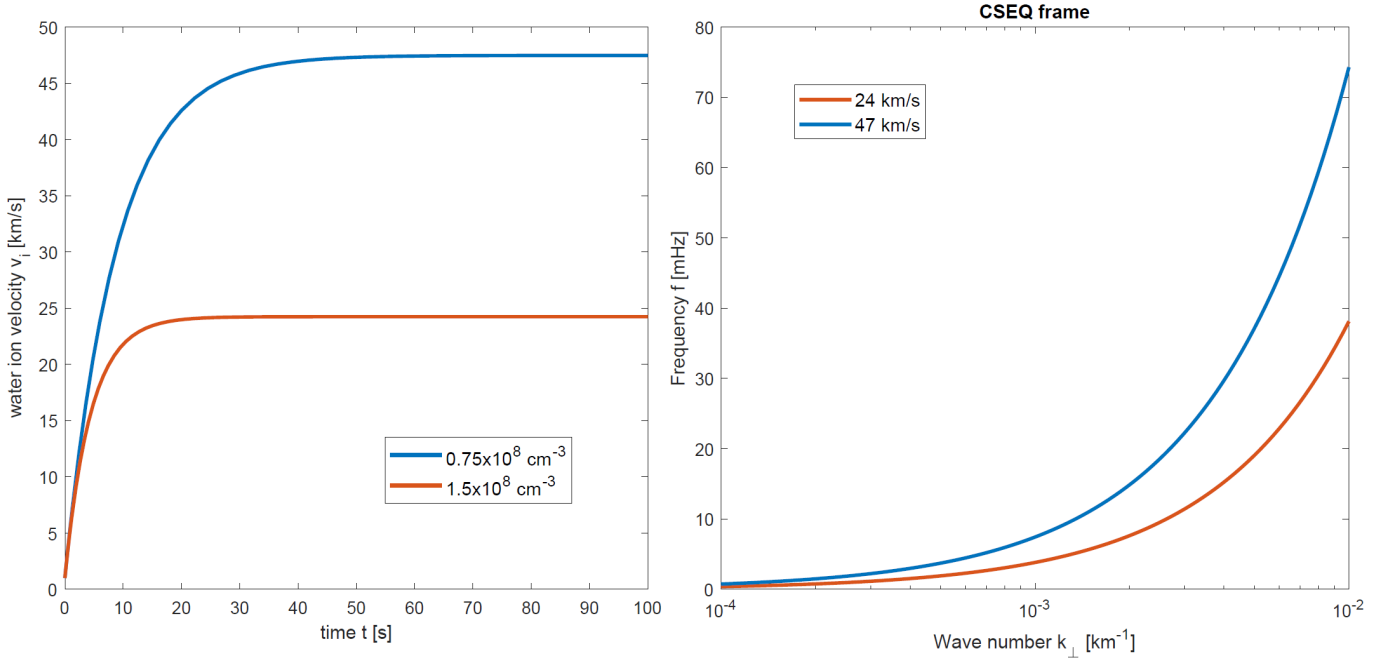 50
45
40
35
30
25
20
15
10
5
0
water ion velocity v_i [km/s]
0.75x10^8 cm^-3
1.5x10^8 cm^-3
0 10 20 30 40 50 60 70 80 90 100
time t [s]
CSEQ frame
80
70
60
50
40
30
20
10
0
Frequency f [mHz]
24 km/s
47 km/s
10^-4 10^-3 10^-2
Wave number k_⊥ [km^-1]